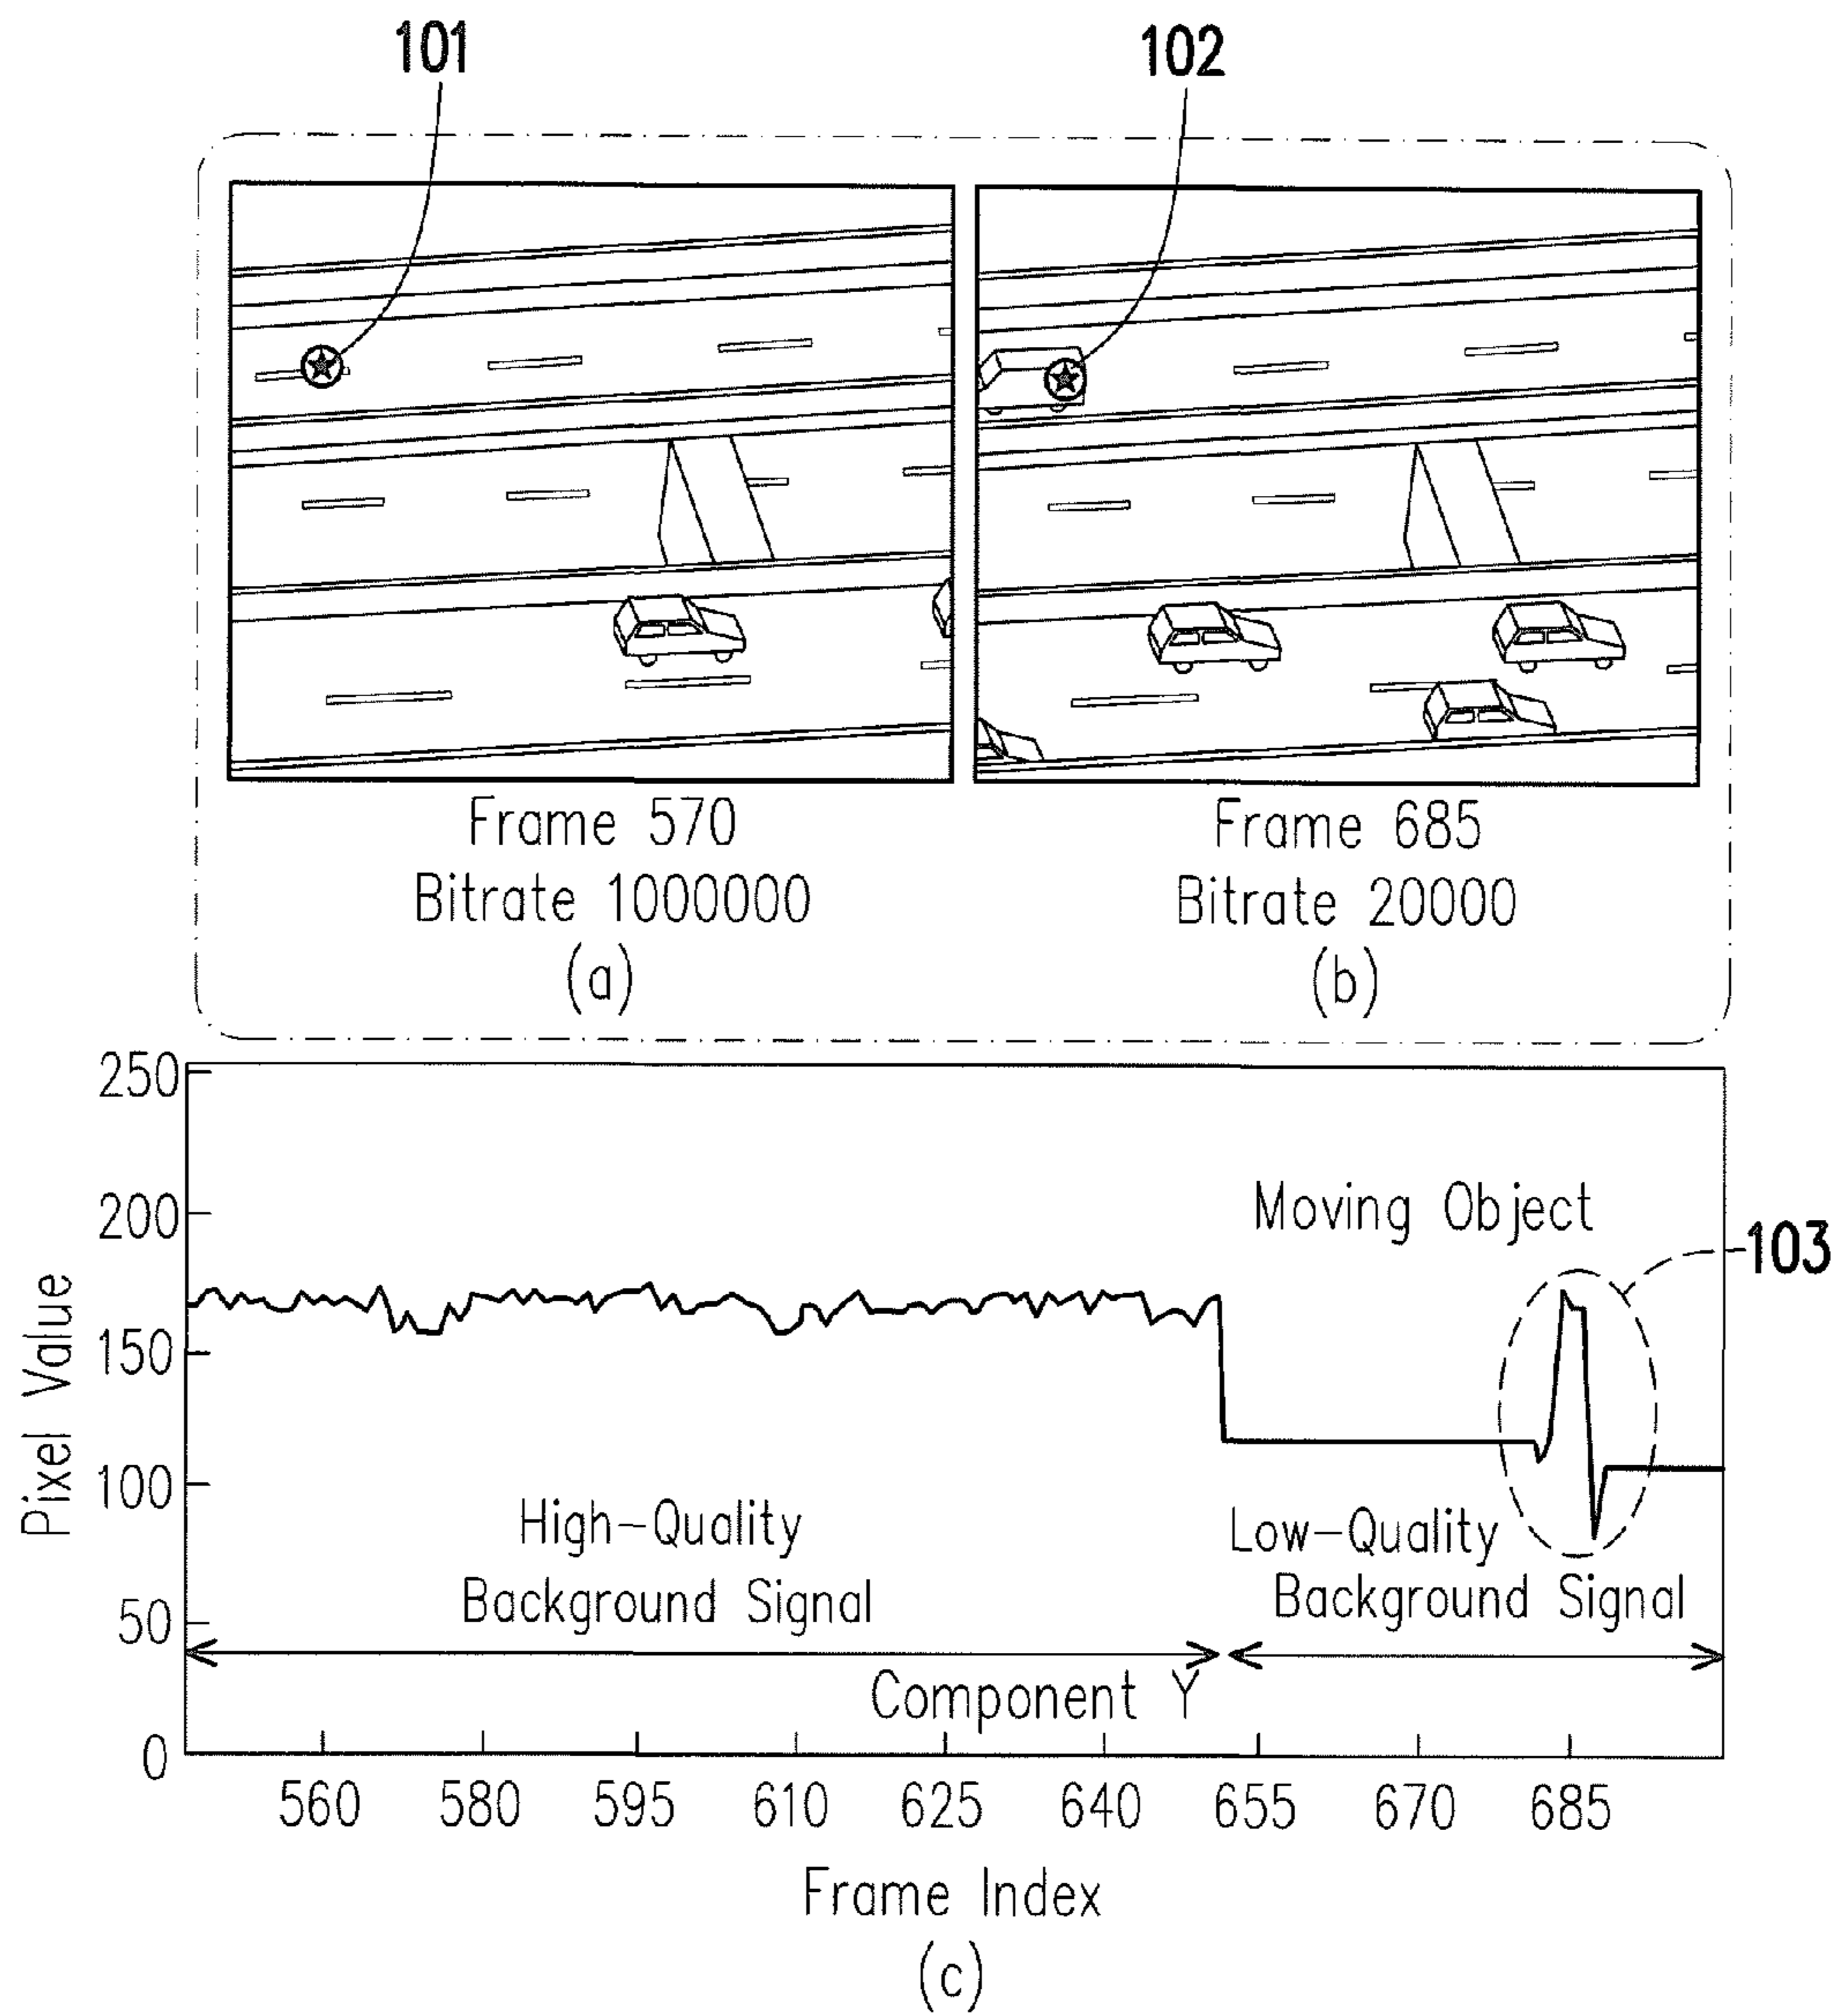 101
102
Frame 570
Bitrate 1000000
(a)
Frame 685
Bitrate 20000
(b)
250
200
150
100
50
0
Pixel Value
Moving Object
103
High-Quality
Background Signal
Low-Quality
Background Signal
Component Y
560 580 595 610 625 640 655 670 685
Frame Index
(c)